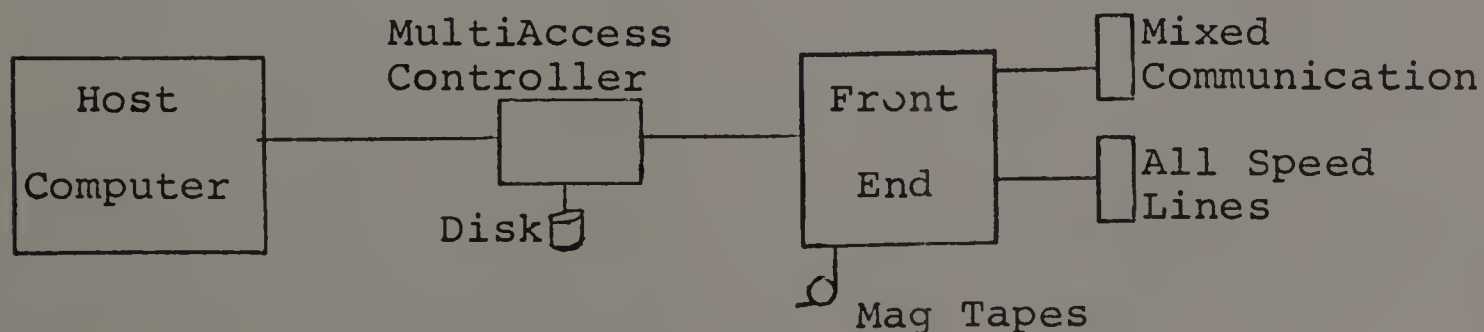 Host
Computer
MultiAccess
Controller
Disk
Front
End
Mag Tapes
Mixed
Communication
All Speed
Lines